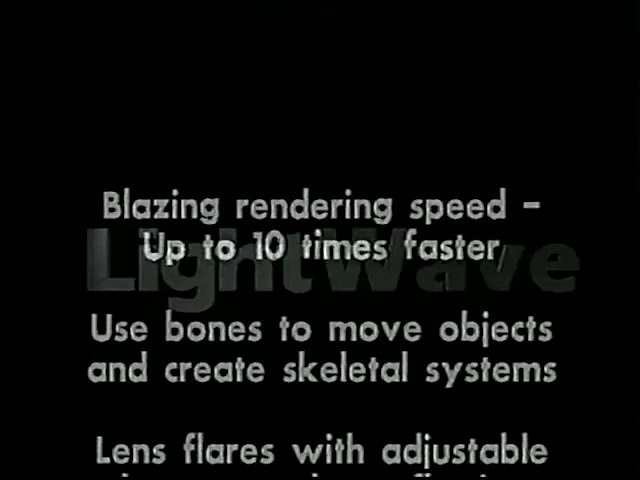 Blazing rendering speed –
Up to 10 times faster
LightWave
Use bones to move objects
and create skeletal systems
Lens flares with adjustable